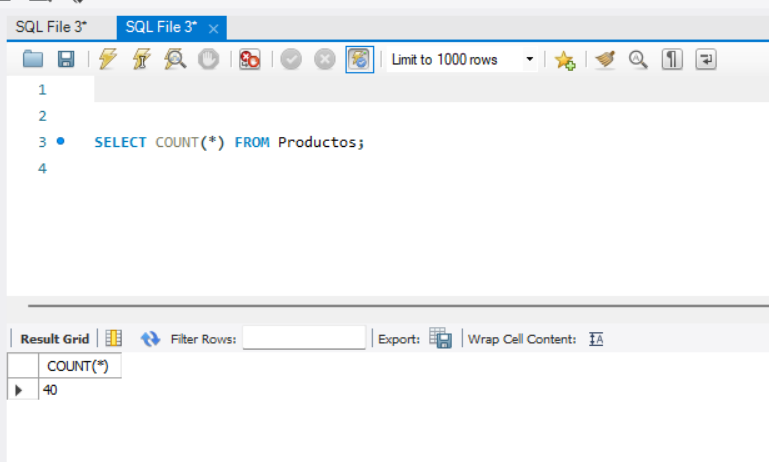 SQL File 3* SQL File 3*
Limit to 1000 rows
1
2
3 SELECT COUNT(*) FROM Productos;
4
Result Grid Filter Rows: Export: Wrap Cell Content:
COUNT(*)
40